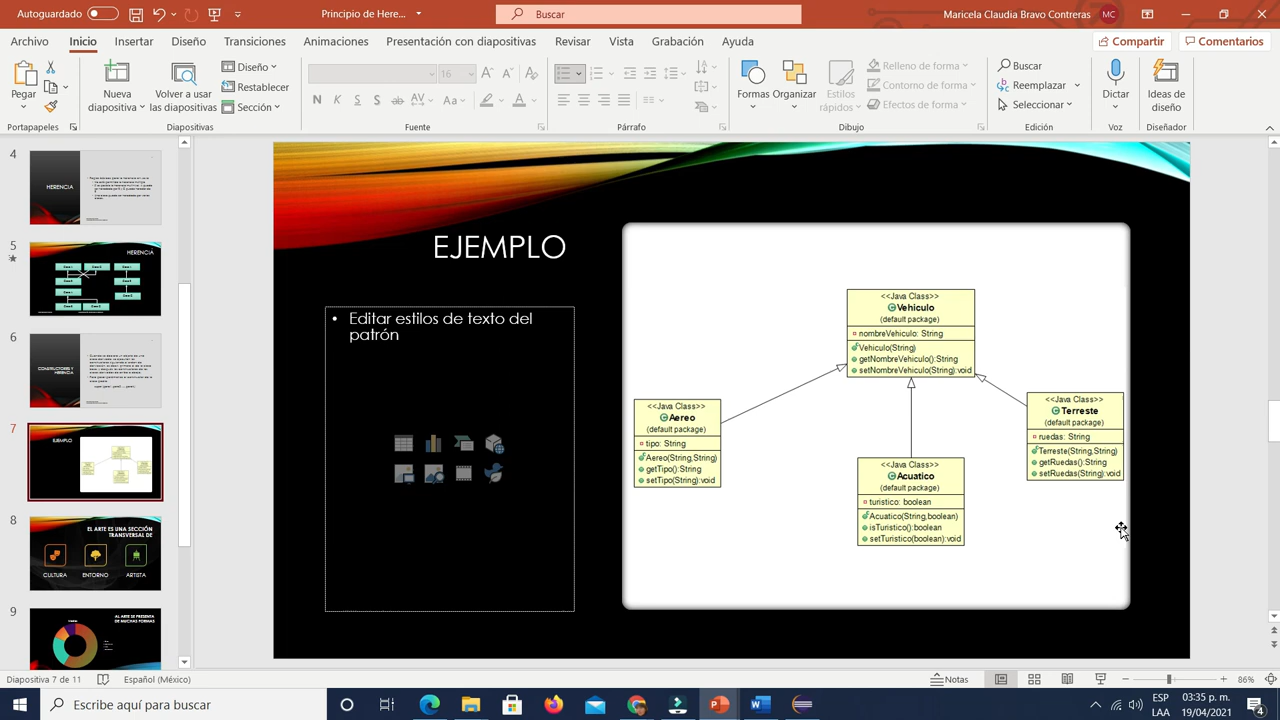 Autoguardado
Principio de Here...
Buscar
Maricela Claudia Bravo Contreras
MC
Archivo
Inicio
Insertar
Diseño
Transiciones
Animaciones
Presentación con diapositivas
Revisar
Vista
Grabación
Ayuda
Compartir
Comentarios
Pegar
Nueva
diapositiva
Volver a usar
las diapositivas
Diseño
Restablecer
Sección
16
N
K
S
ab
AV
Aa
A
Formas
Organizar
Estilos
rápidos
Relleno de forma
Contorno de forma
Efectos de forma
Buscar
Reemplazar
Seleccionar
Dictar
Ideas de
diseño
Portapapeles
Diapositivas
Fuente
Párrafo
Dibujo
Edición
Voz
Diseñador
4
HERENCIA
5
HERENCIA
6
CONSTRUCTORES Y
HERENCIA
7
EJEMPLO
8
EL ARTE ES UNA SECCIÓN
TRANSVERSAL DE
CULTURA
ENTORNO
ARTISTA
9
AL ARTE SE PRESENTA
DE MUCHAS FORMAS
EJEMPLO
• Editar estilos de texto del
patrón
<<Java Class>>
Vehiculo
(default package)
nombreVehiculo: String
Vehiculo(String)
getNombreVehiculo():String
setNombreVehiculo(String):void
<<Java Class>>
Aereo
(default package)
tipo: String
Aereo(String,String)
getTipo():String
setTipo(String):void
<<Java Class>>
Acuatico
(default package)
turistico: boolean
Acuatico(String,boolean)
isTuristico():boolean
setTuristico(boolean):void
<<Java Class>>
Terreste
(default package)
ruedas: String
Terreste(String,String)
getRuedas():String
setRuedas(String):void
Diapositiva 7 de 11
Español (México)
Notas
86%
Escribe aquí para buscar
ESP
LAA
03:35 p. m.
19/04/2021
4